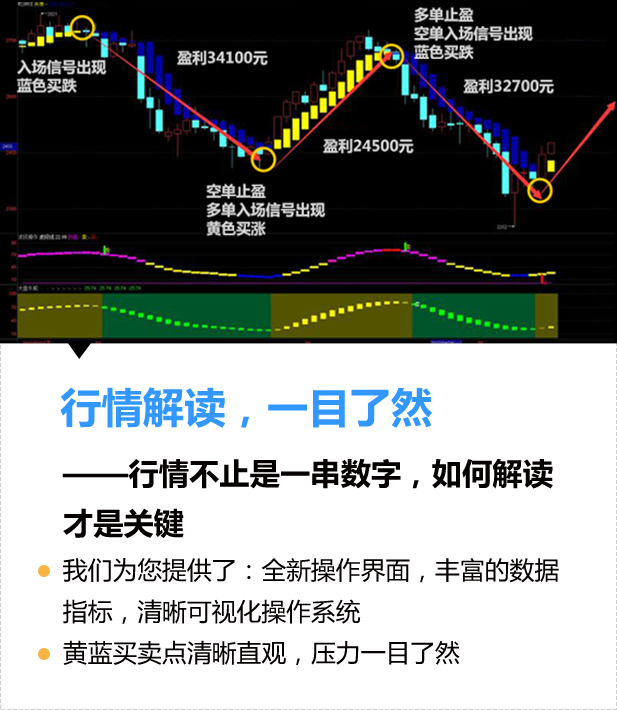 多单止盈
空单入场信号出现
蓝色买跌
入场信号出现
蓝色买跌
盈利34100元
盈利32700元
盈利24500元
空单止盈
多单入场信号出现
黄色买涨
行情解读，一目了然
——行情不止是一串数字，如何解读
才是关键
我们为您提供了：全新操作界面，丰富的数据
指标，清晰可视化操作系统
黄蓝买卖点清晰直观，压力一目了然